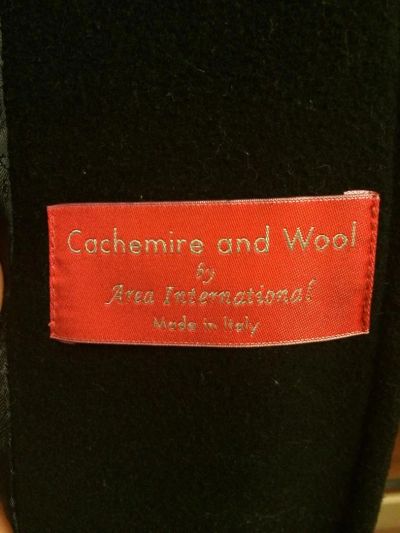 Cachemire and Wool
by
Area International
Made in Italy